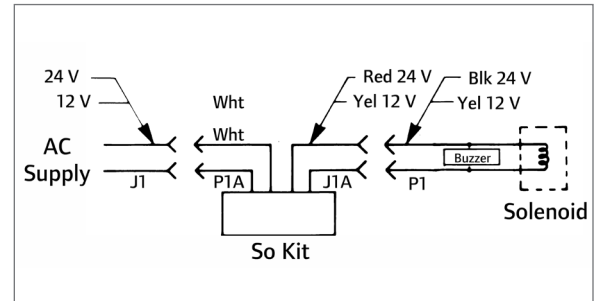 24 V
12 V
Wht
Wht
Red 24 V
Yel 12 V
Blk 24 V
Yel 12 V
AC
Supply
J1
P1A
J1A
P1
Buzzer
Solenoid
So Kit